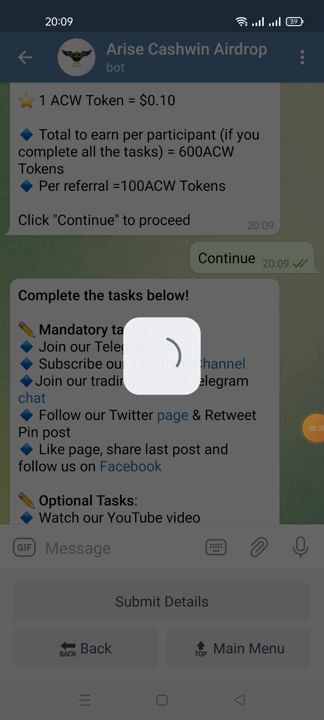 20:09
59
Arise Cashwin Airdrop
bot
⭐ 1 ACW Token = $0.10
🔷 Total to earn per participant (if you
complete all the tasks) = 600ACW
Tokens
🔷 Per referral =100ACW Tokens
Click "Continue" to proceed
20:09
Continue 20:09
Complete the tasks below!
✏️ Mandatory
🔷 Join our
🔷 Subscribe our Channel
🔷Join our trading telegram
chat
🔷 Follow our Twitter page & Retweet
Pin post
🔷 Like page, share last post and
follow us on Facebook
✏️ Optional Tasks:
🔷 Watch our YouTube video
GIF Message
Submit Details
BACK Back
TOP Main Menu